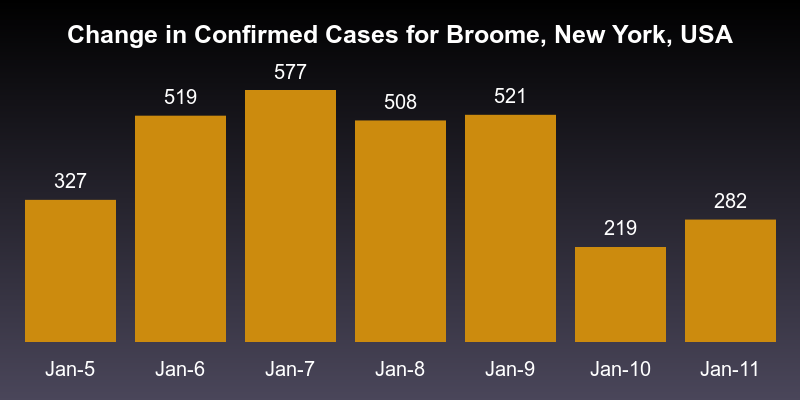 Change in Confirmed Cases for Broome, New York, USA
327 519 577 508 521 219 282
Jan-5 Jan-6 Jan-7 Jan-8 Jan-9 Jan-10 Jan-11